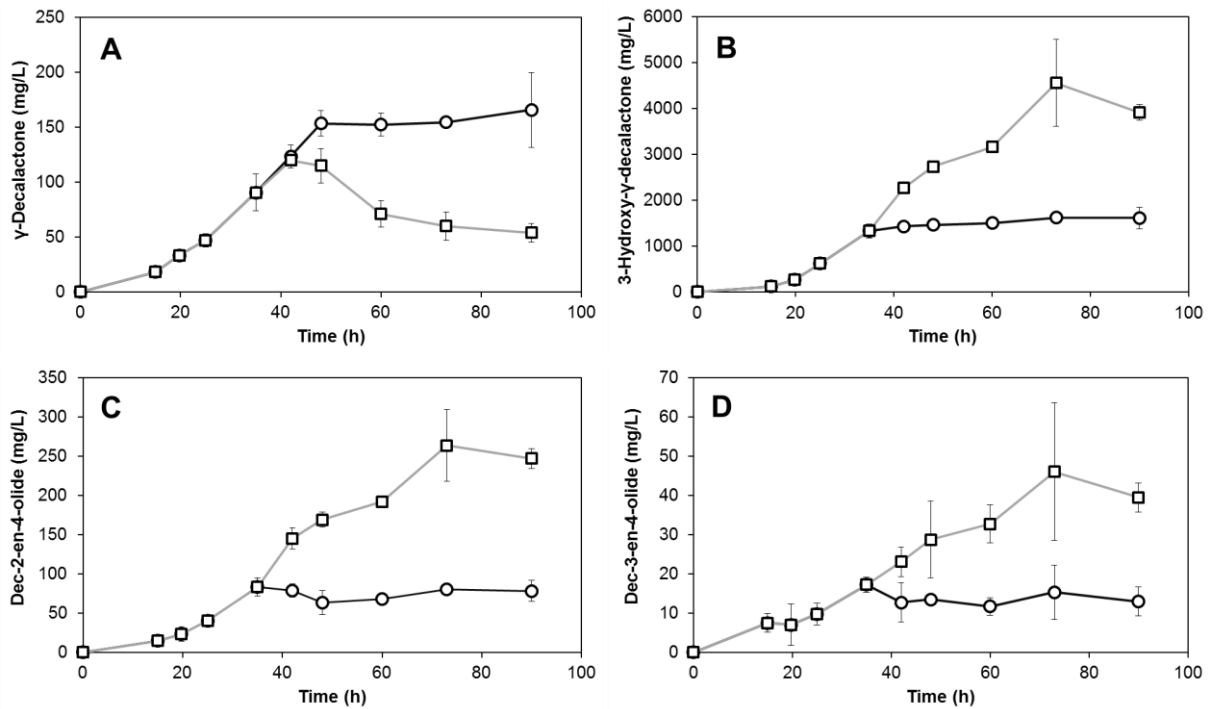 A
γ-Decalactone (mg/L)
250
200
150
100
50
0
0 20 40 60 80 100
Time (h)
B
3-Hydroxy-γ-decalactone (mg/L)
6000
5000
4000
3000
2000
1000
0
0 20 40 60 80 100
Time (h)
C
Dec-2-en-4-olide (mg/L)
350
300
250
200
150
100
50
0
0 20 40 60 80 100
Time (h)
D
Dec-3-en-4-olide (mg/L)
70
60
50
40
30
20
10
0
0 20 40 60 80 100
Time (h)